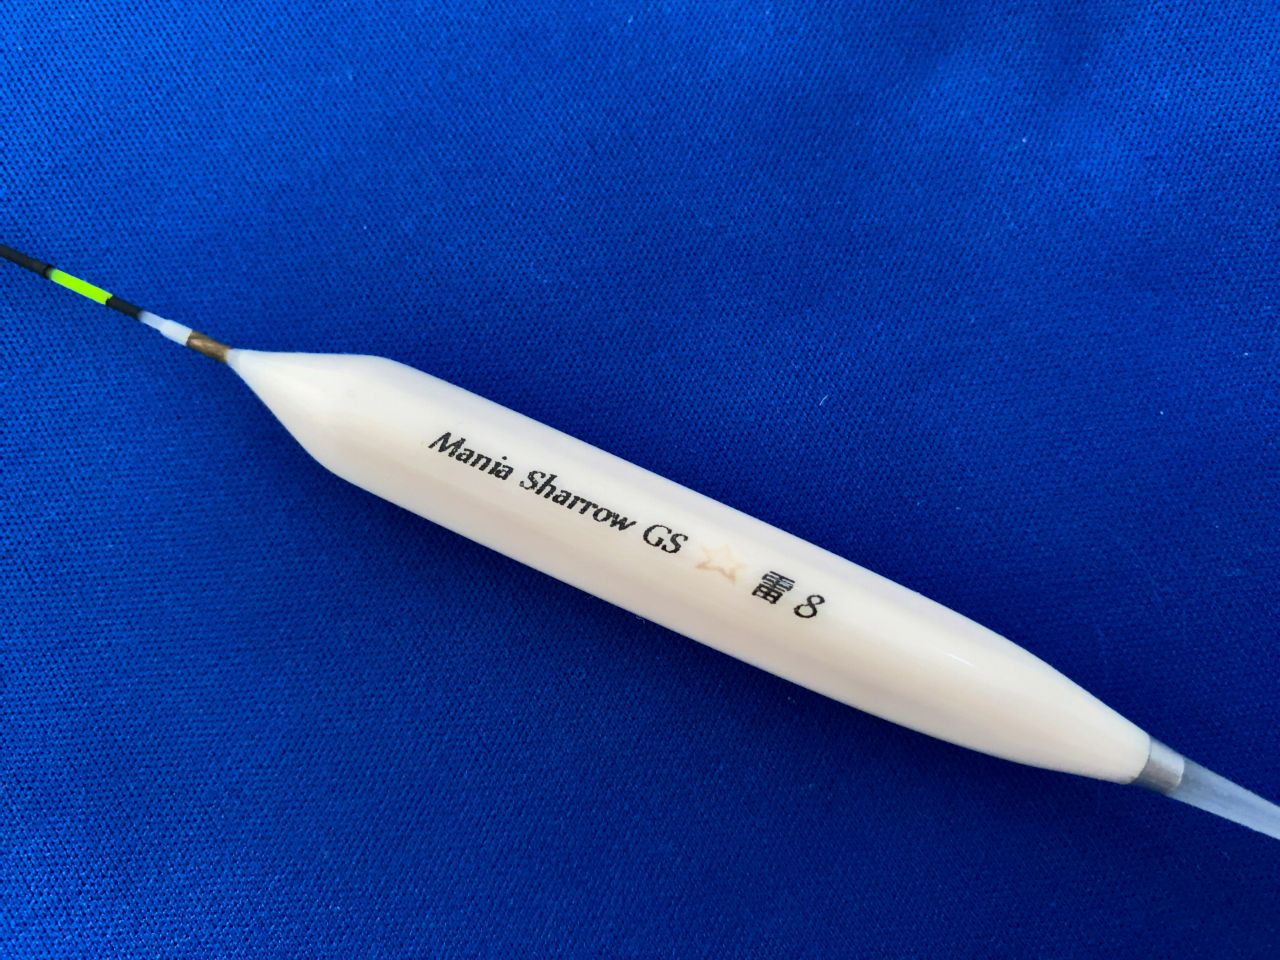 Mania Sharrow GS ☆ 雷 8